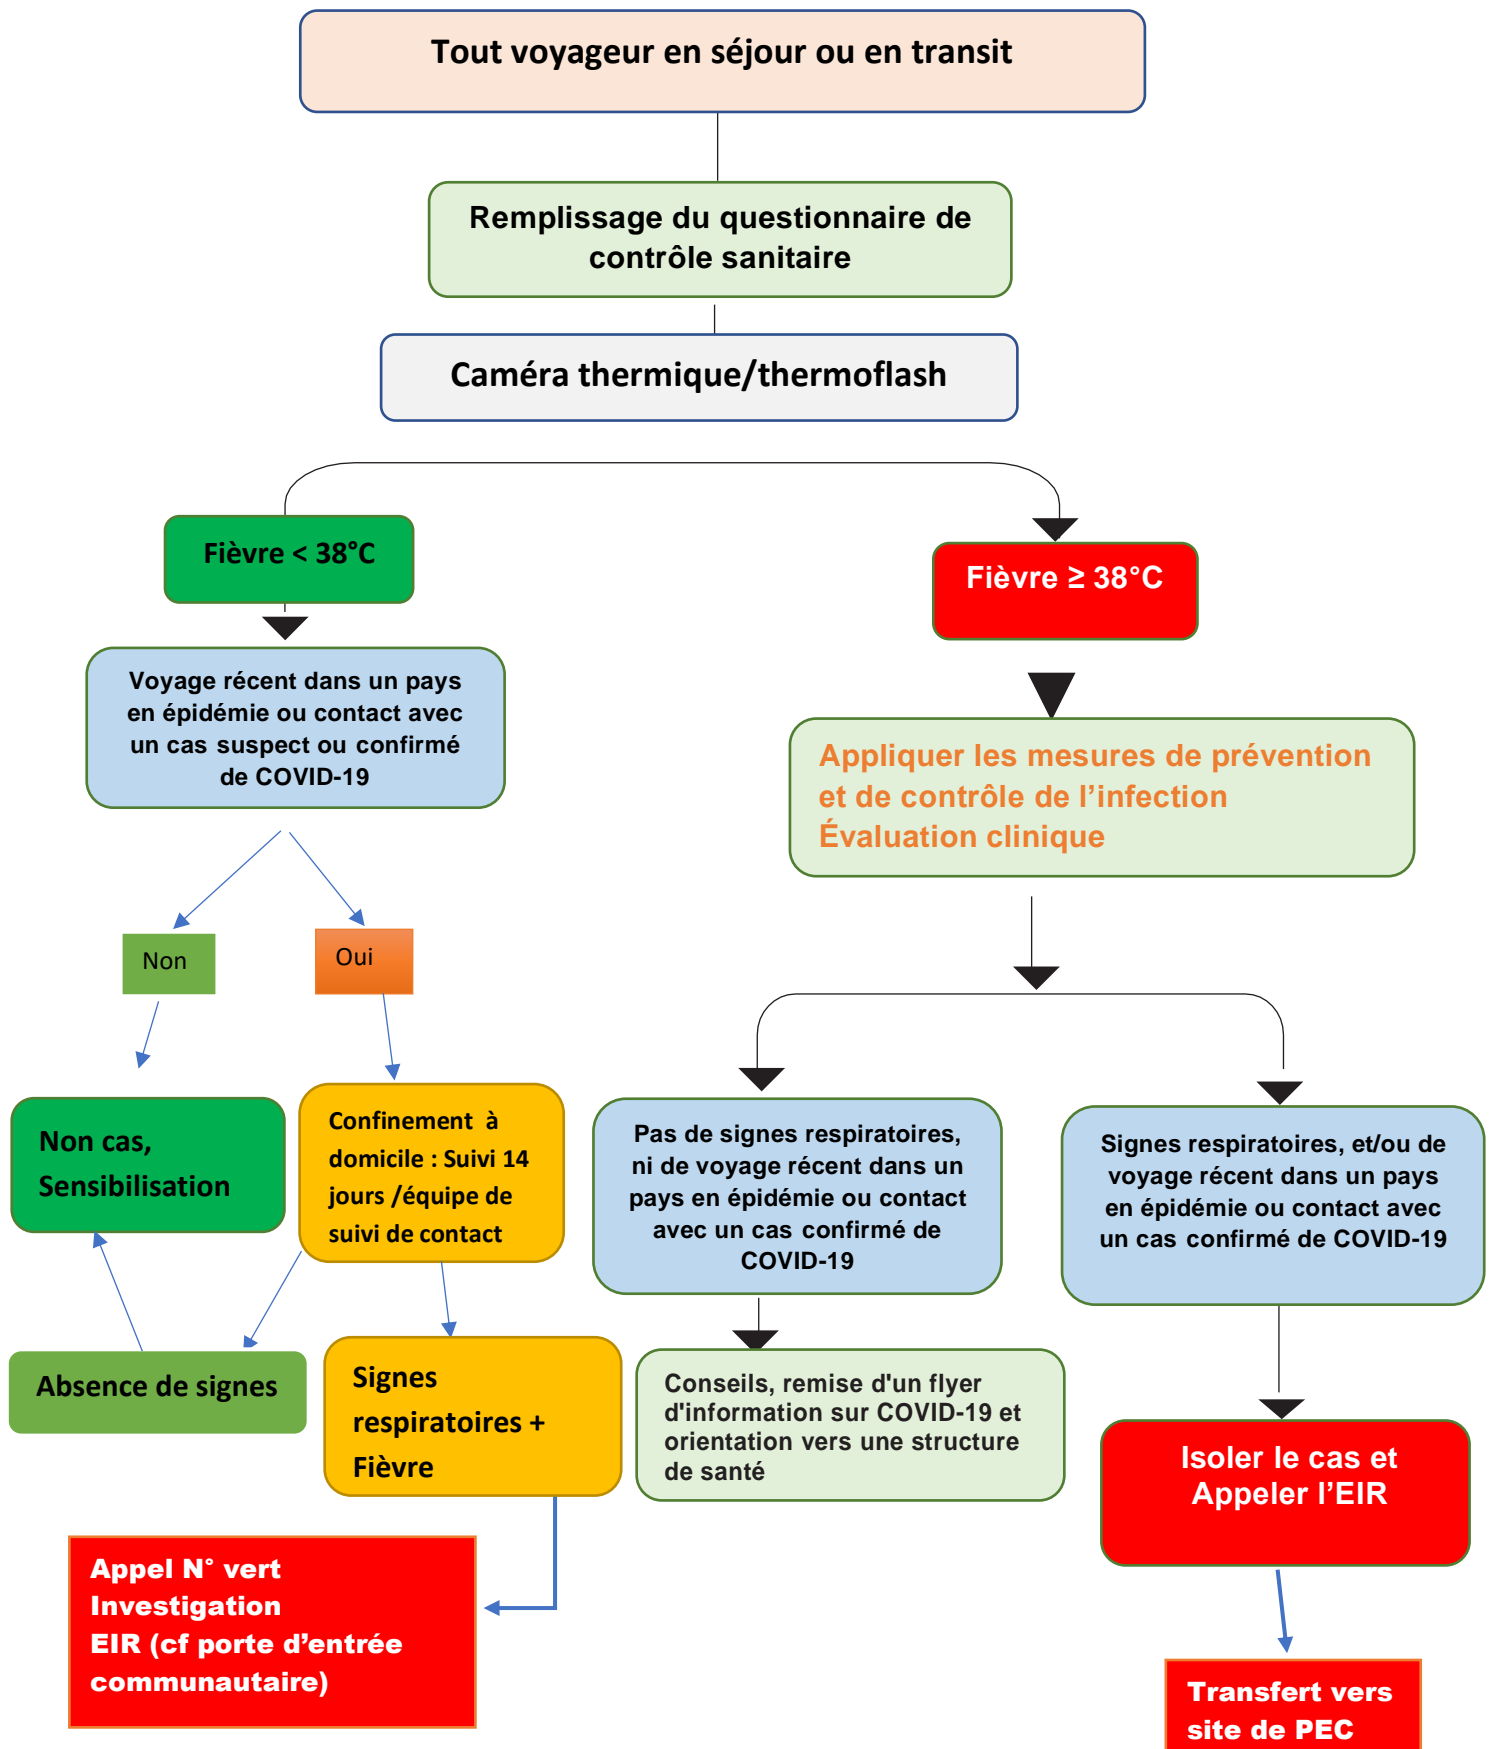 Tout voyageur en séjour ou en transit
Remplissage du questionnaire de
contrôle sanitaire
Caméra thermique/thermoflash
Fièvre < 38°C
Fièvre ≥ 38°C
Voyage récent dans un pays
en épidémie ou contact avec
un cas suspect ou confirmé
de COVID-19
Appliquer les mesures de prévention
et de contrôle de l’infection
Évaluation clinique
Non
Oui
Non cas,
Sensibilisation
Confinement à
domicile : Suivi 14
jours /équipe de
suivi de contact
Pas de signes respiratoires,
ni de voyage récent dans un
pays en épidémie ou contact
avec un cas confirmé de
COVID-19
Signes respiratoires, et/ou de
voyage récent dans un pays
en épidémie ou contact avec
un cas confirmé de COVID-19
Absence de signes
Signes
respiratoires +
Fièvre
Conseils, remise d'un flyer
d'information sur COVID-19 et
orientation vers une structure
de santé
Isoler le cas et
Appeler l’EIR
Appel N° vert
Investigation
EIR (cf porte d’entrée
communautaire)
Transfert vers
site de PEC